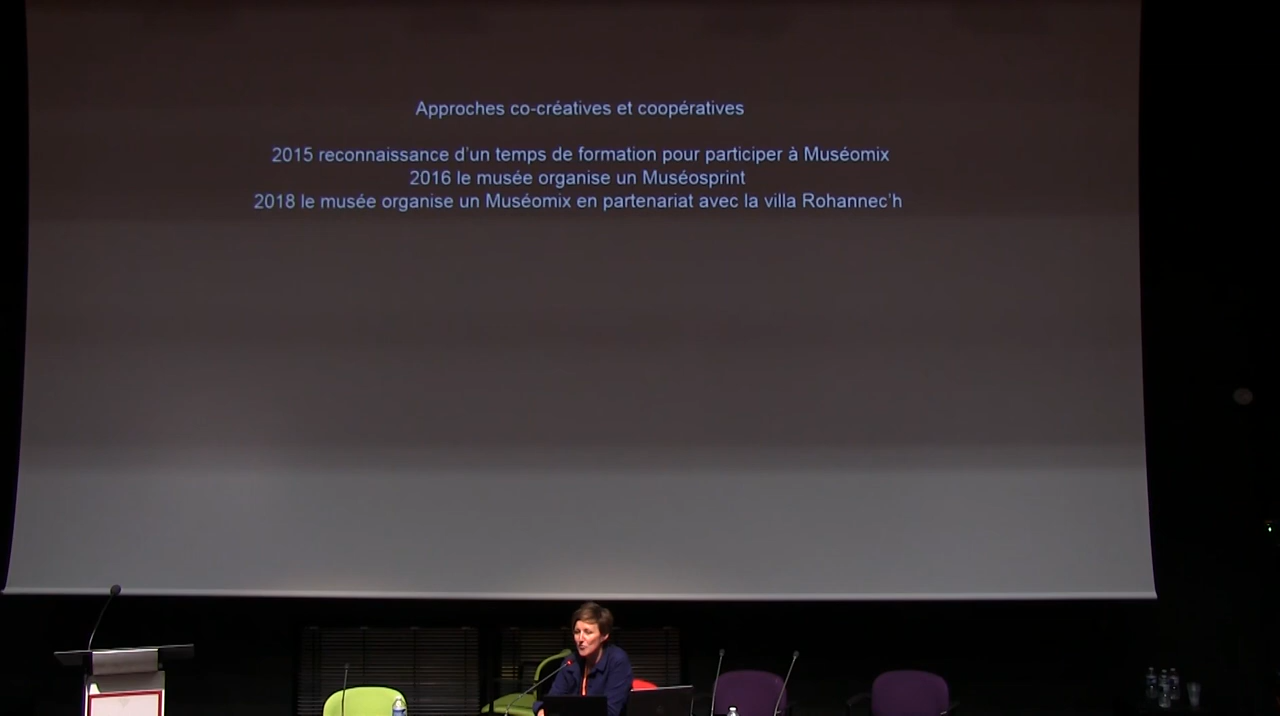 Approches co-créatives et coopératives
2015 reconnaissance d'un temps de formation pour participer à Muséomix
2016 le musée organise un Muséosprint
2018 le musée organise un Muséomix en partenariat avec la villa Rohannec'h